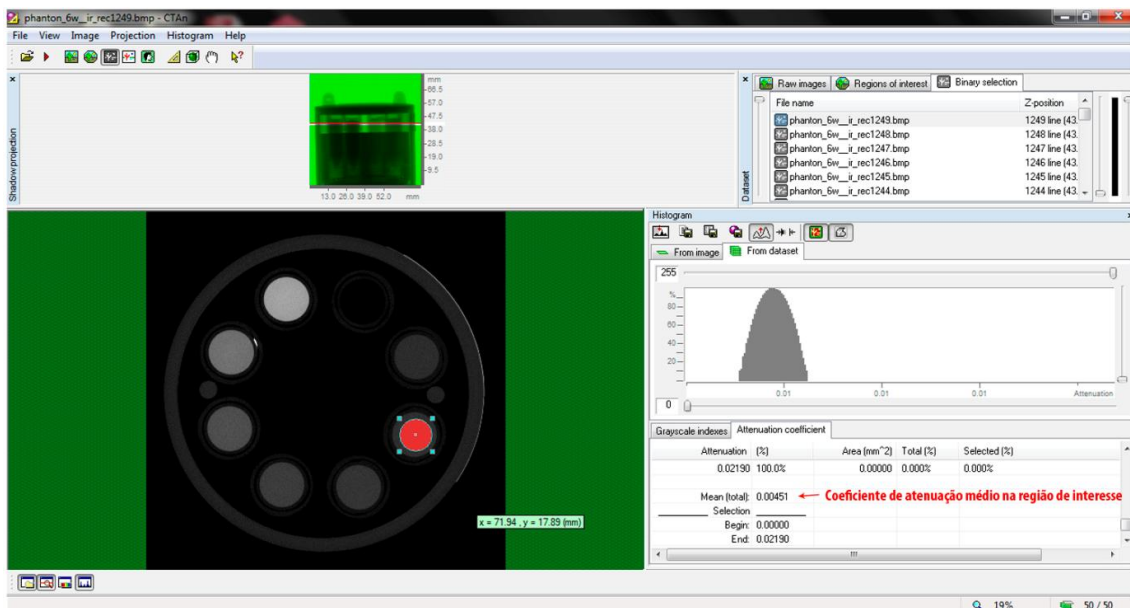 phanton_6w__ir_rec1249.bmp - CTAn
File View Image Projection Histogram Help
Shadow projection
mm
66.5
57.0
47.5
38.0
28.5
19.0
9.5
13.0 26.0 39.0 52.0 mm
Dataset
Raw images Regions of interest Binary selection
File name Z-position
phanton_6w__ir_rec1249.bmp 1249 line (43.
phanton_6w__ir_rec1248.bmp 1248 line (43.
phanton_6w__ir_rec1247.bmp 1247 line (43.
phanton_6w__ir_rec1246.bmp 1246 line (43.
phanton_6w__ir_rec1245.bmp 1245 line (43.
phanton_6w__ir_rec1244.bmp 1244 line (43.
x = 71.94 , y = 17.89 (mm)
Histogram
From image From dataset
255
%
80
60
40
20
0.01 0.01 0.01 Attenuation
0
Grayscale indexes Attenuation coefficient
Attenuation (%) Area (mm^2) Total (%) Selected (%)
0.02190 100.0% 0.00000 0.000% 0.000%
Mean (total): 0.00451 Coeficiente de atenuação médio na região de interesse
Selection
Begin: 0.00000
End: 0.02190
19% 50 / 50